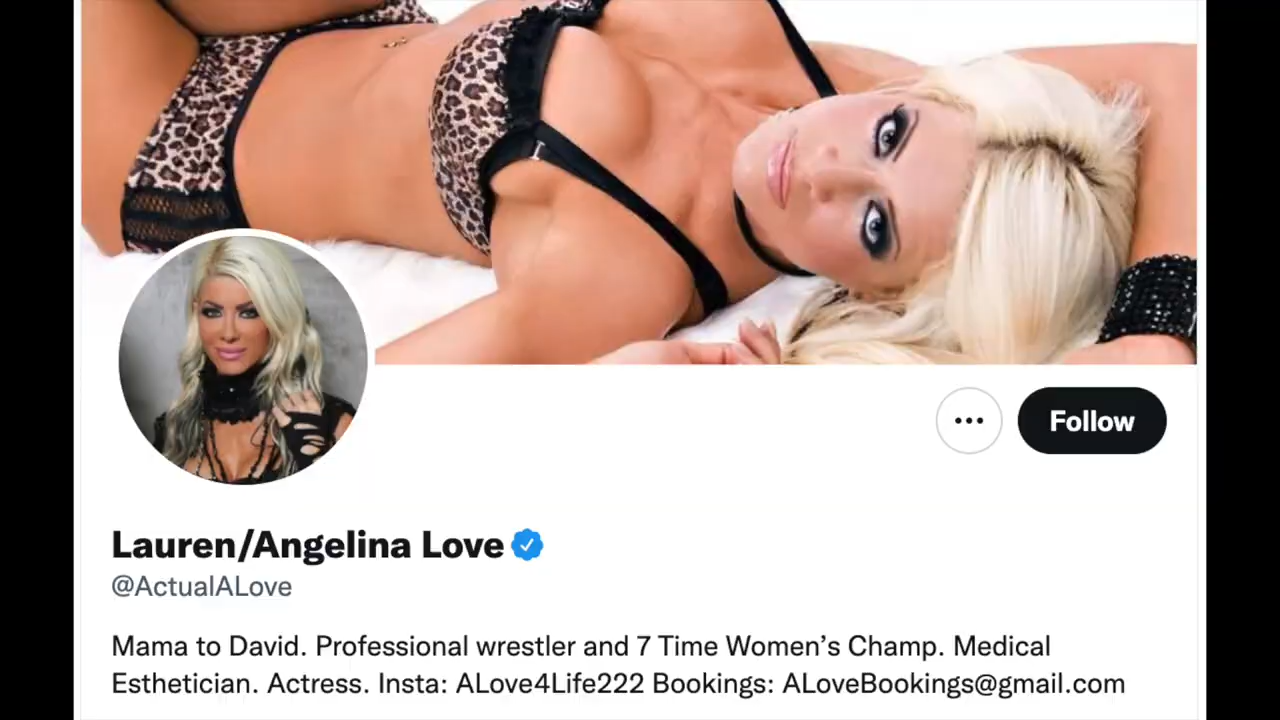 Follow
Lauren/Angelina Love
@ActualALove
Mama to David. Professional wrestler and 7 Time Women’s Champ. Medical
Esthetician. Actress. Insta: ALove4Life222 Bookings: ALoveBookings@gmail.com